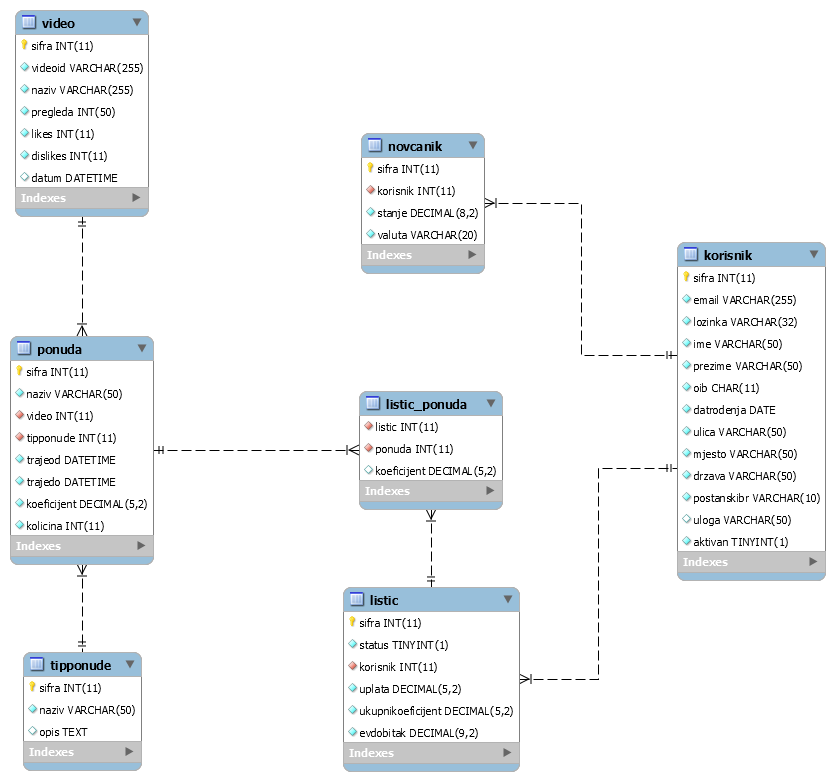 video
sifra INT(11)
videoid VARCHAR(255)
naziv VARCHAR(255)
pregleda INT(50)
likes INT(11)
dislikes INT(11)
datum DATETIME
Indexes
novcanik
sifra INT(11)
korisnik INT(11)
stanje DECIMAL(8,2)
valuta VARCHAR(20)
Indexes
korisnik
sifra INT(11)
email VARCHAR(255)
lozinka VARCHAR(32)
ime VARCHAR(50)
prezime VARCHAR(50)
oib CHAR(11)
datrođenja DATE
ulica VARCHAR(50)
mjesto VARCHAR(50)
drzava VARCHAR(50)
postanskibr VARCHAR(10)
uloga VARCHAR(50)
aktivan TINYINT(1)
Indexes
ponuda
sifra INT(11)
naziv VARCHAR(50)
video INT(11)
tipponude INT(11)
trajeod DATETIME
trajedo DATETIME
koeficijent DECIMAL(5,2)
kolicina INT(11)
Indexes
listic_ponuda
listic INT(11)
ponuda INT(11)
koeficijent DECIMAL(5,2)
Indexes
listic
sifra INT(11)
status TINYINT(1)
korisnik INT(11)
uplata DECIMAL(5,2)
ukupnikoeficijent DECIMAL(5,2)
evdobitak DECIMAL(9,2)
Indexes
tipponude
sifra INT(11)
naziv VARCHAR(50)
opis TEXT
Indexes